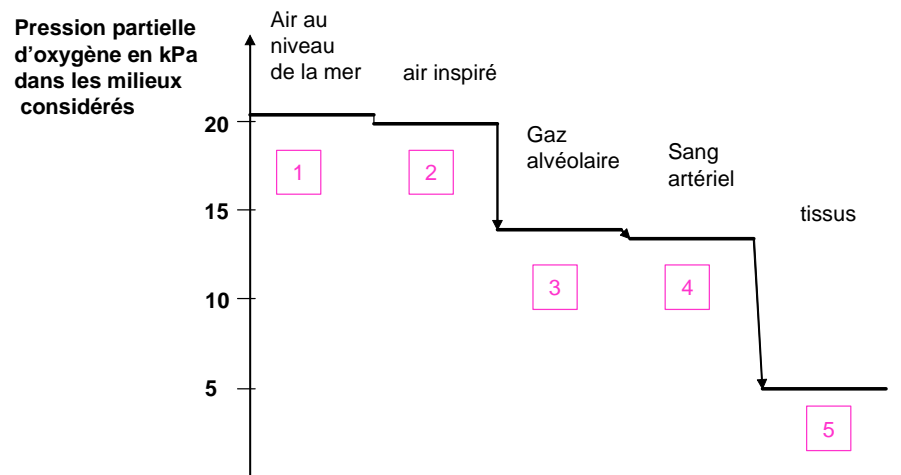 Pression partielle
d'oxygène en kPa
dans les milieux
considérés
Air au
niveau
de la mer
air inspiré
Gaz
alvéolaire
Sang
artériel
tissus
20
15
10
5
1
2
3
4
5